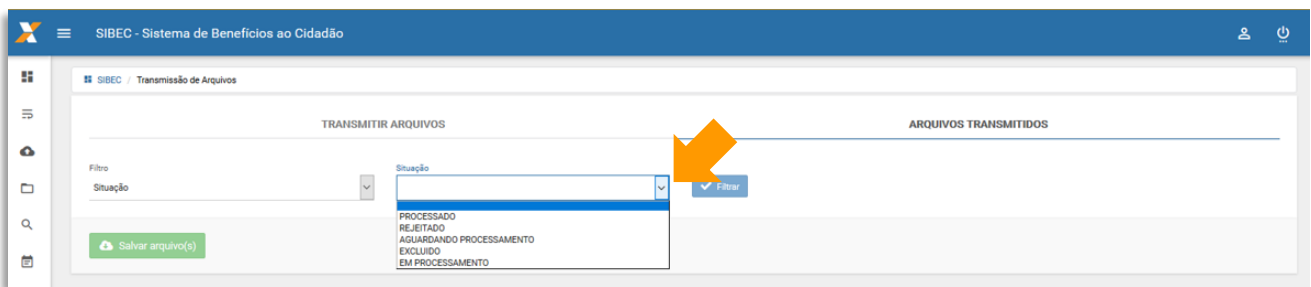 SIBEC - Sistema de Benefícios ao Cidadão
SIBEC / Transmissão de Arquivos
TRANSMITIR ARQUIVOS
ARQUIVOS TRANSMITIDOS
Filtro
Situação
Situação
Filtrar
PROCESSADO
REJEITADO
AGUARDANDO PROCESSAMENTO
EXCLUIDO
EM PROCESSAMENTO
Salvar arquivo(s)